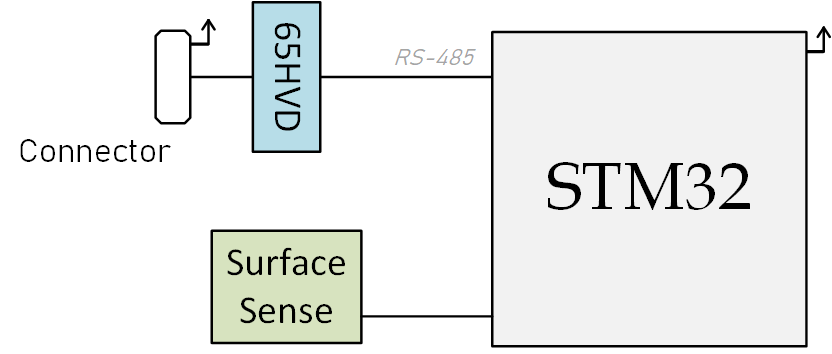 65HVD
RS-485
Connector
STM32
Surface
Sense